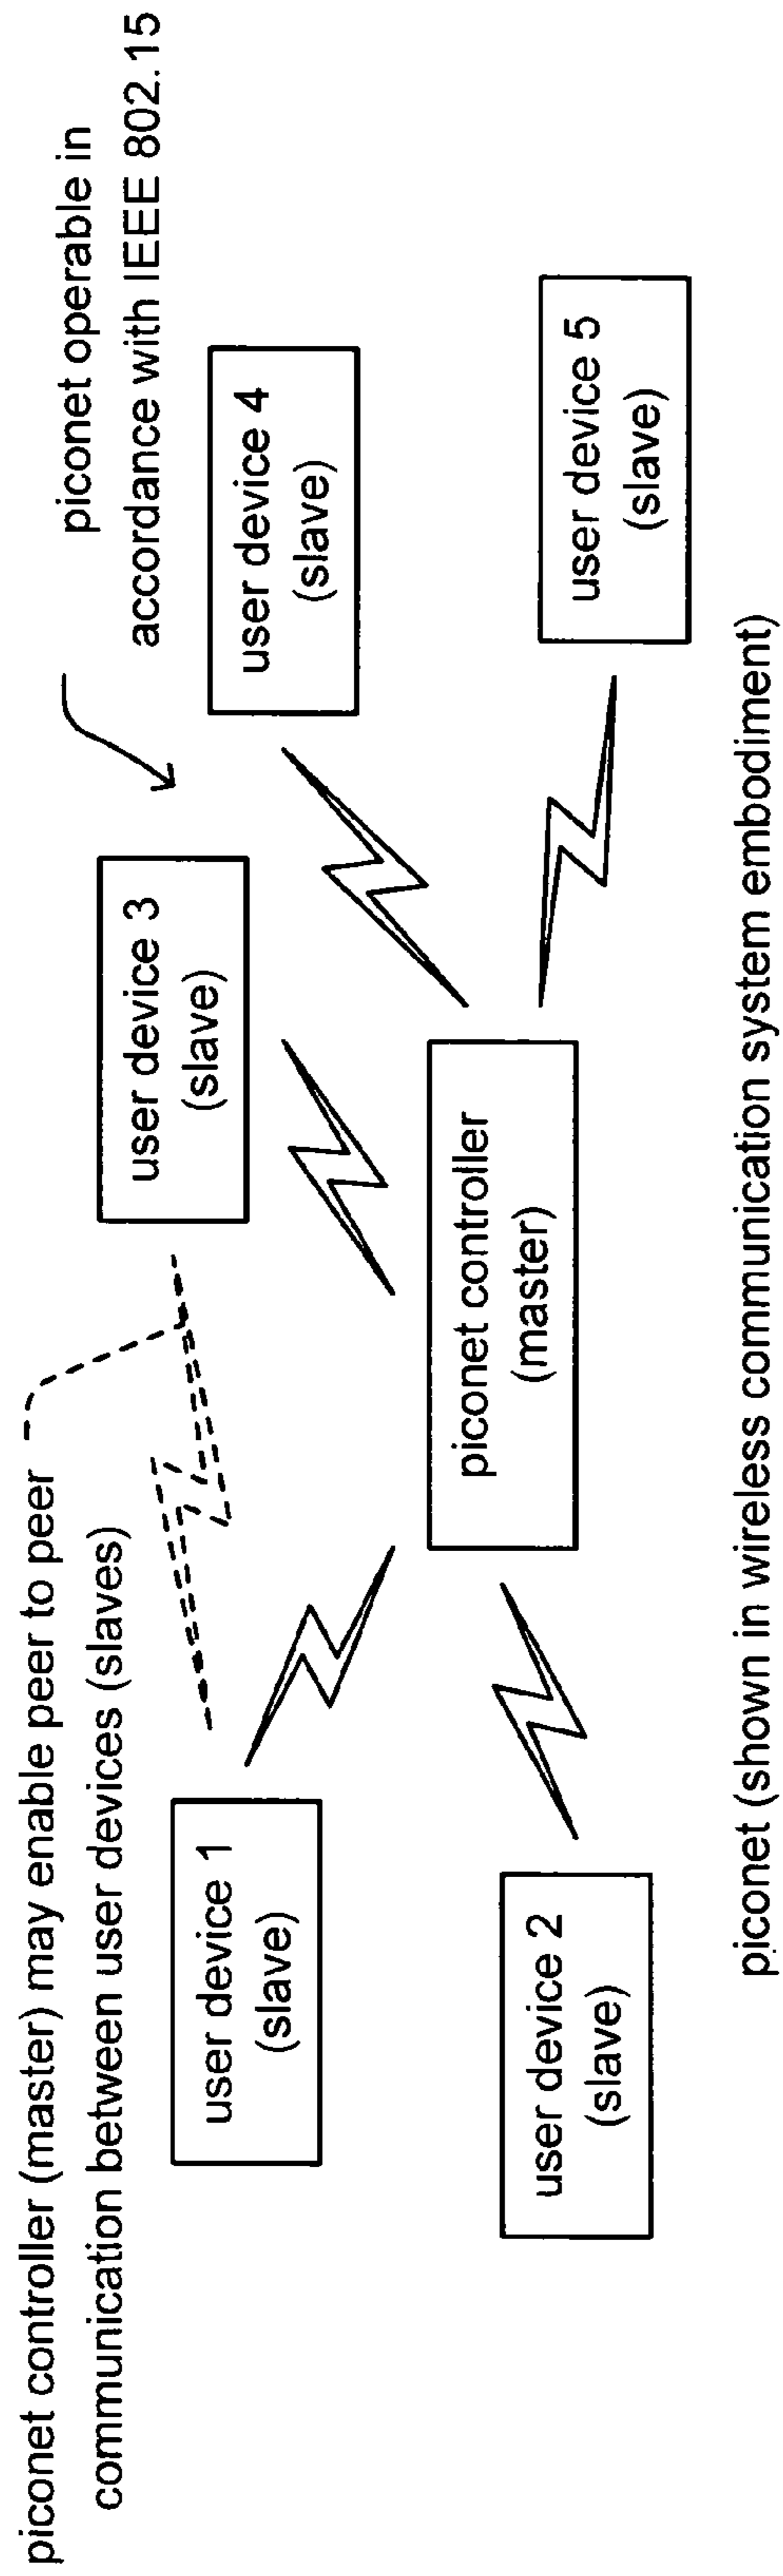 piconet controller (master) may enable peer to peer
communication between user devices (slaves)
piconet operable in
accordance with IEEE 802.15
user device 1
(slave)
user device 3
(slave)
user device 4
(slave)
piconet controller
(master)
user device 2
(slave)
user device 5
(slave)
piconet (shown in wireless communication system embodiment)